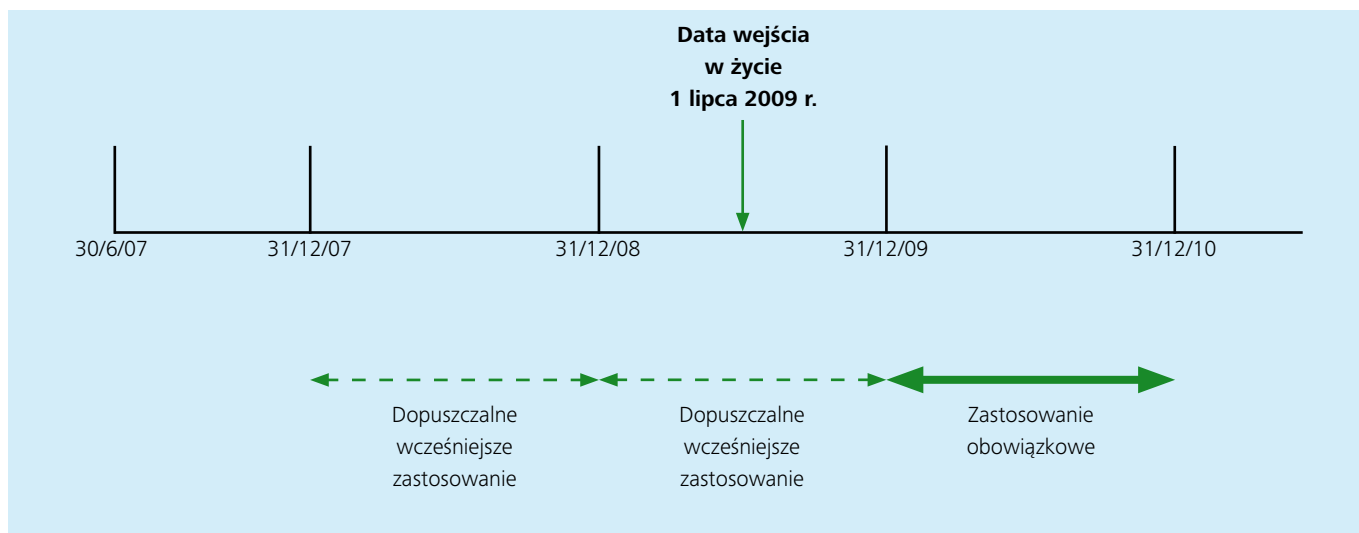 Data wejścia
w życie
1 lipca 2009 r.
30/6/07 31/12/07 31/12/08 31/12/09 31/12/10
Dopuszczalne
wcześniejsze
zastosowanie
Dopuszczalne
wcześniejsze
zastosowanie
Zastosowanie
obowiązkowe